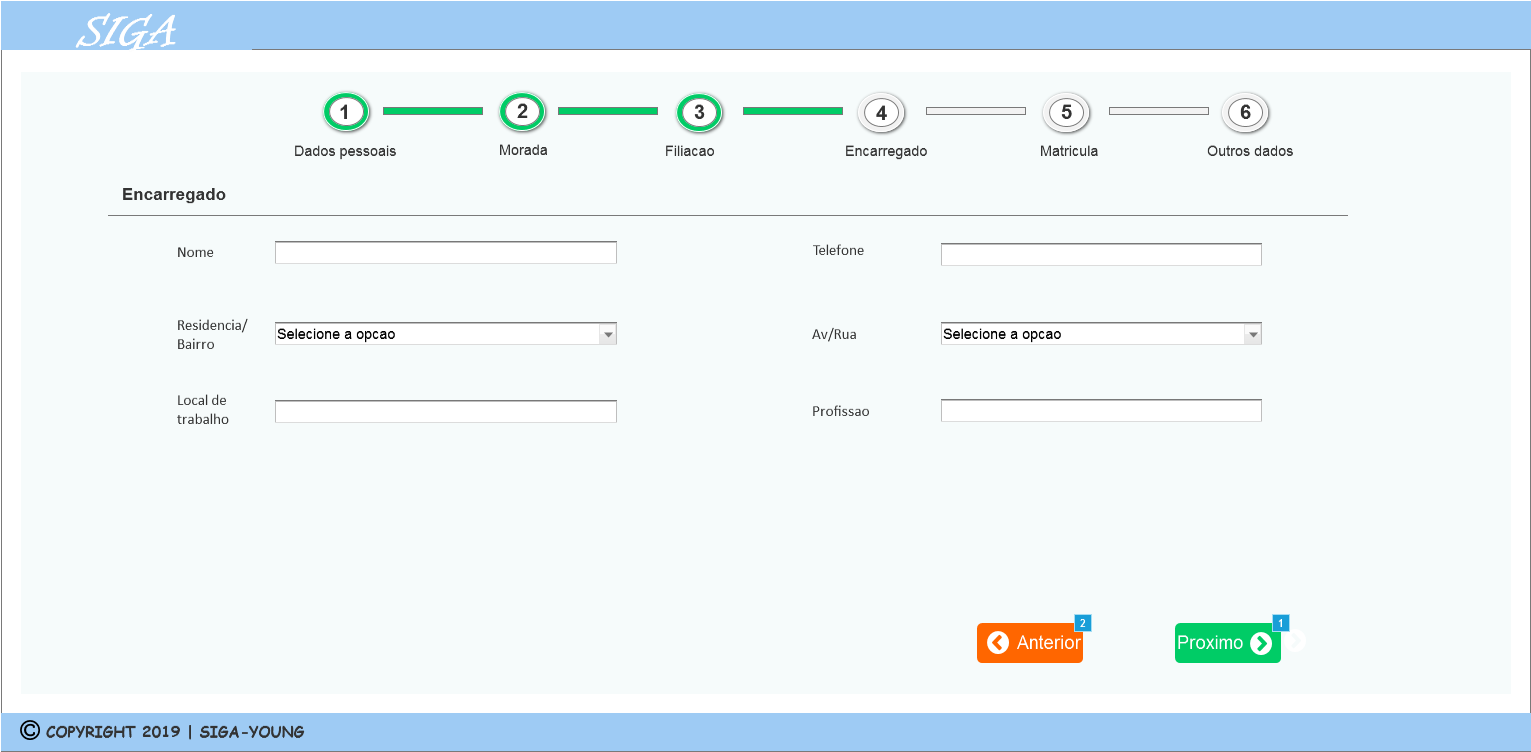 SIGA
1
2
3
4
5
6
Dados pessoais
Morada
Filiacao
Encarregado
Matricula
Outros dados
Encarregado
Nome
Telefone
Residencia/
Bairro
Selecione a opcao
Av/Rua
Selecione a opcao
Local de
trabalho
Profissao
2
1
Anterior
Proximo
© COPYRIGHT 2019 | SIGA-YOUNG